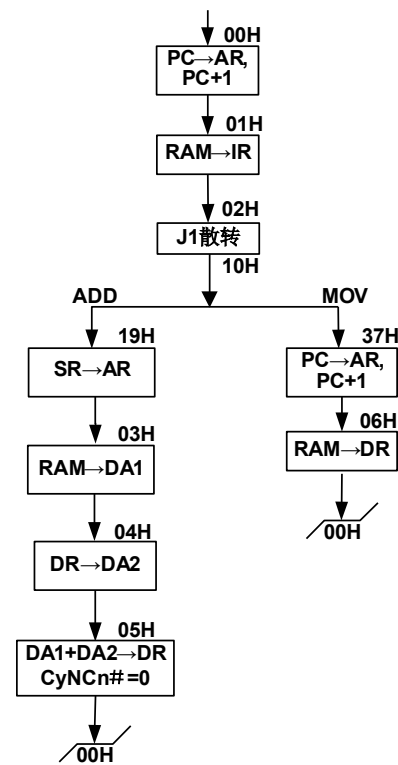 00H
PC→AR,
PC+1
01H
RAM→IR
02H
J1散转
10H
ADD
MOV
19H
SR→AR
37H
PC→AR,
PC+1
03H
RAM→DA1
06H
RAM→DR
04H
DR→DA2
00H
05H
DA1+DA2→DR
CyNCn#=0
00H